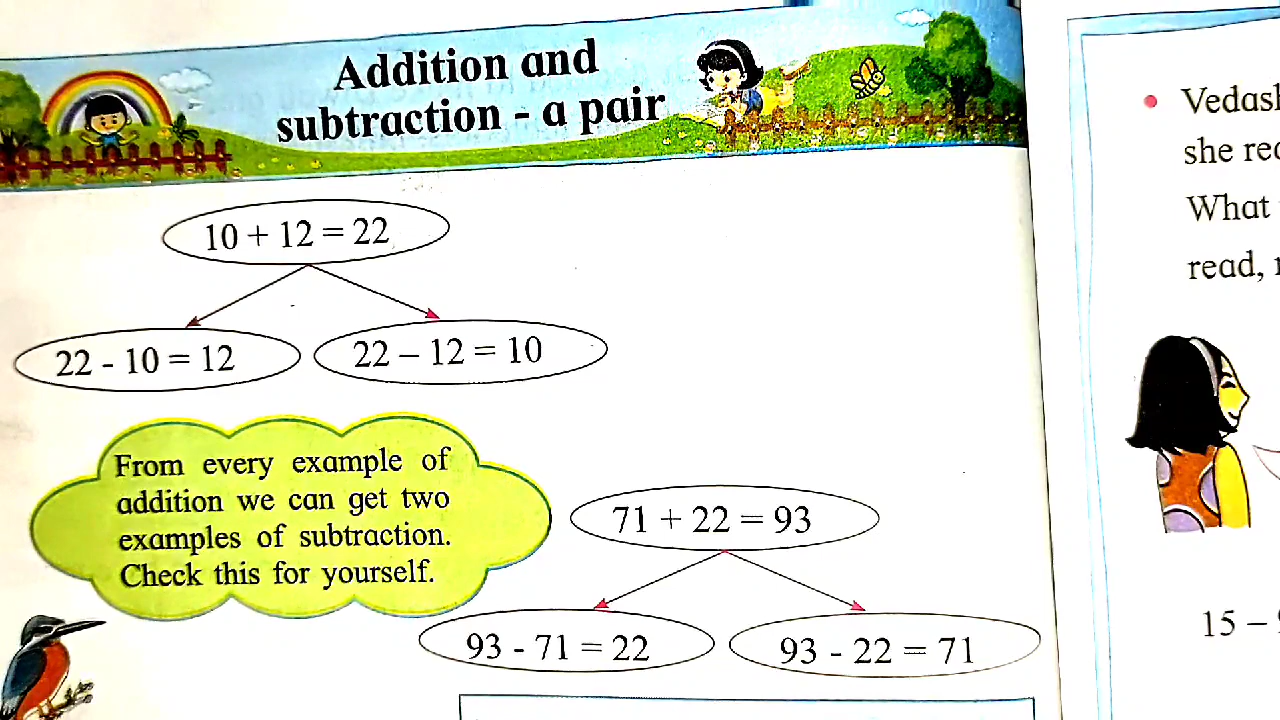 Addition and
subtraction - a pair
10 + 12 = 22
22 - 10 = 12
22 – 12 = 10
From every example of
addition we can get two
examples of subtraction.
Check this for yourself.
71 + 22 = 93
93 - 71 = 22
93 - 22 = 71
she
What
read,
15 –